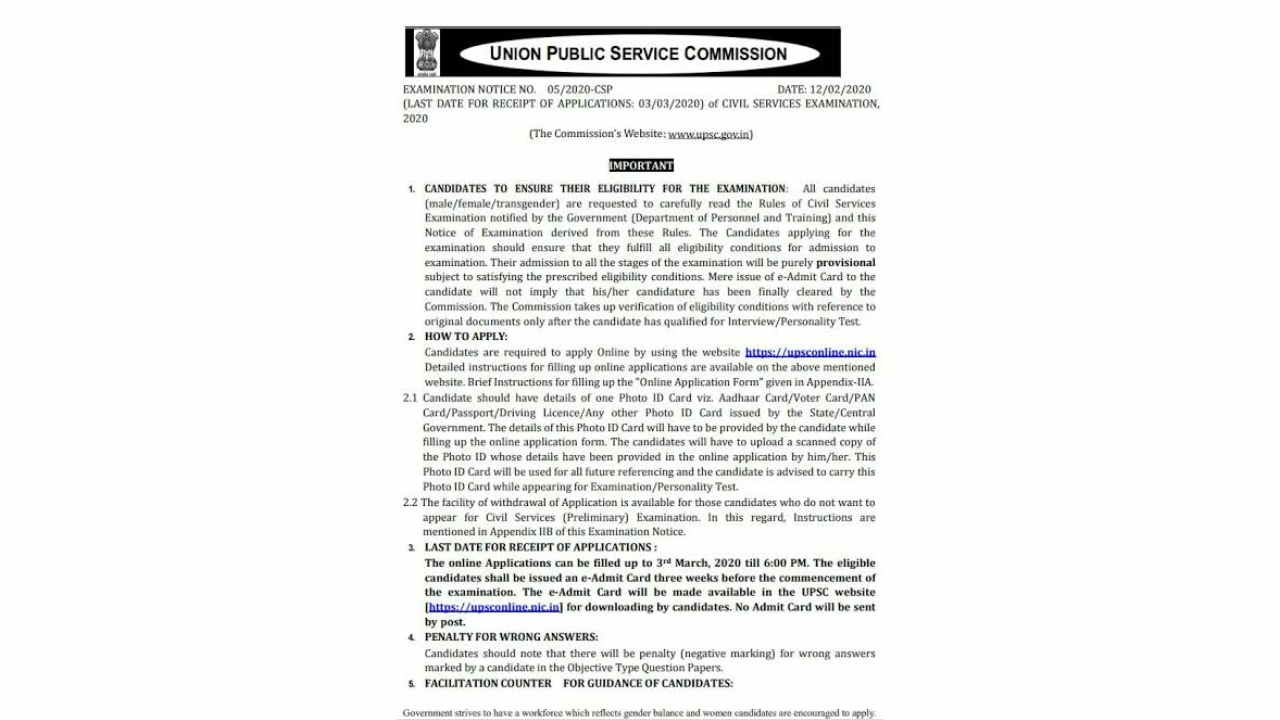 UNION PUBLIC SERVICE COMMISSION
EXAMINATION NOTICE NO. 05/2020-CSP DATE: 12/02/2020
(LAST DATE FOR RECEIPT OF APPLICATIONS: 03/03/2020) of CIVIL SERVICES EXAMINATION,
2020
(The Commission's Website: www.upsc.gov.in)
IMPORTANT
1. CANDIDATES TO ENSURE THEIR ELIGIBILITY FOR THE EXAMINATION: All candidates
(male/female/transgender) are requested to carefully read the Rules of Civil Services
Examination notified by the Government (Department of Personnel and Training) and this
Notice of Examination derived from these Rules. The Candidates applying for the
examination should ensure that they fulfill all eligibility conditions for admission to
examination. Their admission to all the stages of the examination will be purely provisional
subject to satisfying the prescribed eligibility conditions. Mere issue of e-Admit Card to the
candidate will not imply that his/her candidature has been finally cleared by the
Commission. The Commission takes up verification of eligibility conditions with reference to
original documents only after the candidate has qualified for Interview/Personality Test.
2. HOW TO APPLY:
Candidates are required to apply Online by using the website https://upsconline.nic.in
Detailed instructions for filling up online applications are available on the above mentioned
website. Brief Instructions for filling up the "Online Application Form" given in Appendix-IIA.
2.1 Candidate should have details of one Photo ID Card viz. Aadhaar Card/Voter Card/PAN
Card/Passport/Driving Licence/Any other Photo ID Card issued by the State/Central
Government. The details of this Photo ID Card will have to be provided by the candidate while
filling up the online application form. The candidates will have to upload a scanned copy of
the Photo ID whose details have been provided in the online application by him/her. This
Photo ID Card will be used for all future referencing and the candidate is advised to carry this
Photo ID Card while appearing for Examination/Personality Test.
2.2 The facility of withdrawal of Application is available for those candidates who do not want to
appear for Civil Services (Preliminary) Examination. In this regard, Instructions are
mentioned in Appendix IIB of this Examination Notice.
3. LAST DATE FOR RECEIPT OF APPLICATIONS :
The online Applications can be filled up to 3rd March, 2020 till 6:00 PM. The eligible
candidates shall be issued an e-Admit Card three weeks before the commencement of
the examination. The e-Admit Card will be made available in the UPSC website
[https://upsconline.nic.in] for downloading by candidates. No Admit Card will be sent
by post.
4. PENALTY FOR WRONG ANSWERS:
Candidates should note that there will be penalty (negative marking) for wrong answers
marked by a candidate in the Objective Type Question Papers.
5. FACILITATION COUNTER FOR GUIDANCE OF CANDIDATES:
Government strives to have a workforce which reflects gender balance and women candidates are encouraged to apply.